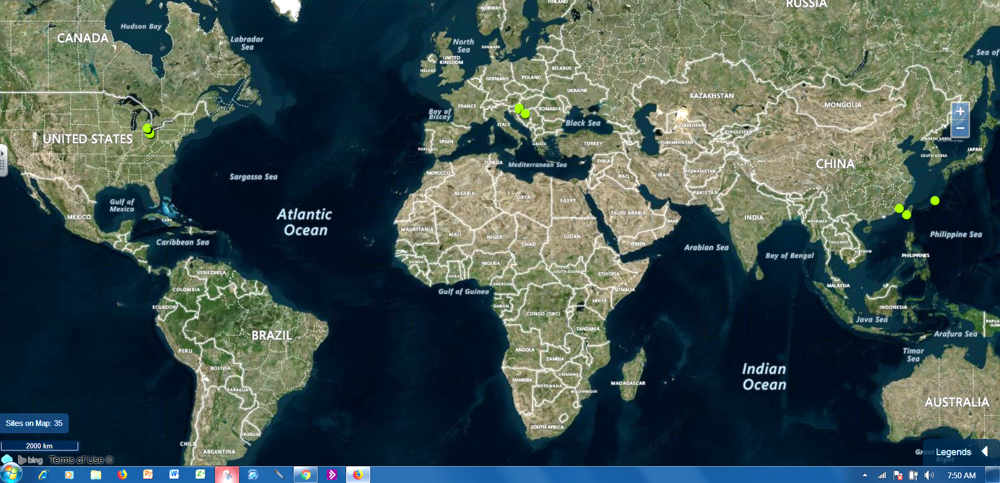 RUSSIA
NORWAY
FINLAND
Hudson Bay
CANADA
Labrador
Sea
North
Sea
DENMARK
Sea of
UNITED
KINGDOM
IRELAND
BELARUS
GERMANY
POLAND
UKRAINE
KAZAKHSTAN
MONGOLIA
FRANCE
ROMANIA
Bay of
Biscay
ITALY
Black Sea
UZBEKISTAN
KYRGYZSTAN
+
−
UNITED STATES
SPAIN
PORTUGAL
GREECE
TURKEY
TURKMENISTAN
NORTH KOREA
SOUTH KOREA
JAPAN
TUNISIA
Mediterranean Sea
SYRIA
CHINA
Sargasso Sea
MOROCCO
IRAQ
IRAN
AFGHANISTAN
ALGERIA
LIBYA
EGYPT
PAKISTAN
Gulf of
Mexico
MEXICO
CUBA
Atlantic
Ocean
SAUDI ARABIA
OMAN
INDIA
MYANMAR
MAURITANIA
MALI
NIGER
CHAD
SUDAN
YEMEN
Caribbean Sea
Arabian Sea
Bay of Bengal
THAILAND
VIETNAM
Philippine Sea
PHILIPPINES
GUINEA
GHANA
NIGERIA
SOUTH SUDAN
ETHIOPIA
VENEZUELA
COLOMBIA
CAMEROON
SOMALIA
Gulf of Guinea
MALAYSIA
ECUADOR
GABON
KENYA
CONGO (DRC)
INDONESIA
Java Sea
PAPUA
GUIN
BRAZIL
TANZANIA
Arafura Sea
PERU
ANGOLA
ZAMBIA
Timor
Sea
BOLIVIA
NAMIBIA
ZIMBABWE
BOTSWANA
MOZAMBIQUE
MADAGASCAR
Indian
Ocean
PARAGUAY
AUSTRALIA
SOUTH AFRICA
URUGUAY
CHILE
ARGENTINA
Sites on Map: 35
2000 km
bing
Terms of Use ©
Great
Bight
Legends
7:50 AM